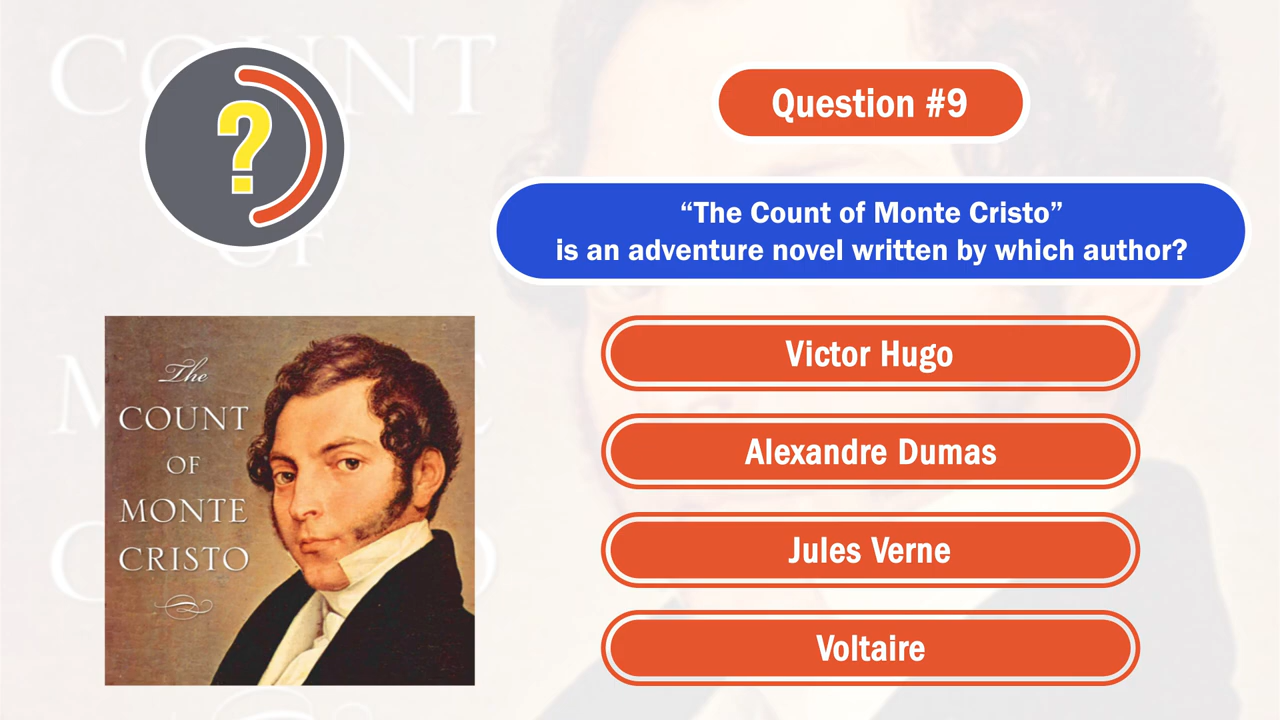 ?
Question #9
“The Count of Monte Cristo”
is an adventure novel written by which author?
The
COUNT
OF
MONTE
CRISTO
Victor Hugo
Alexandre Dumas
Jules Verne
Voltaire